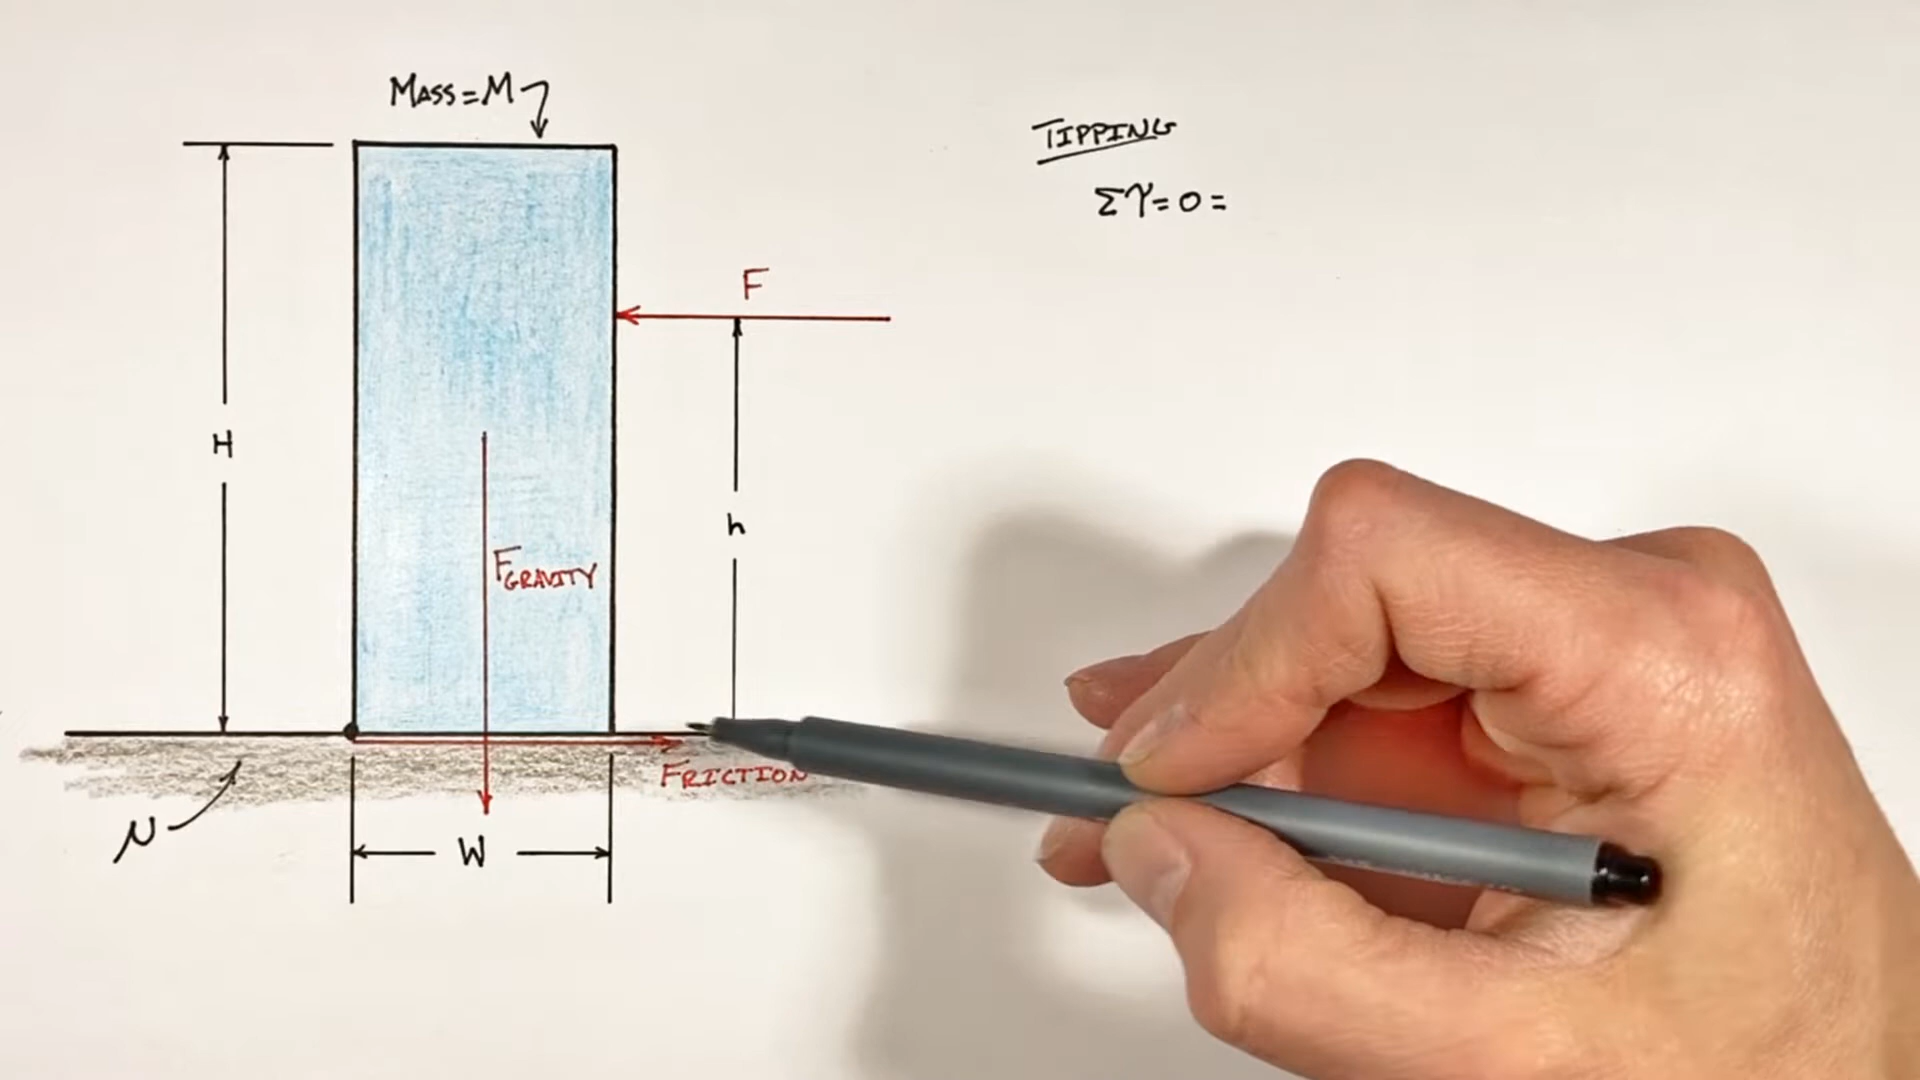 MASS=M
TIPPING
Στ=0=
F
H
h
FGRAVITY
FRICTION
μ
W